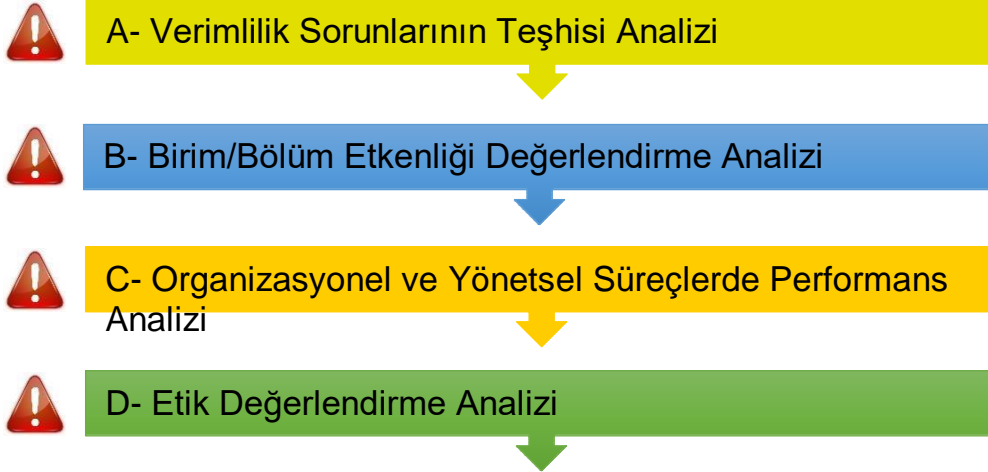 A- Verimlilik Sorunlarının Teşhisi Analizi
B- Birim/Bölüm Etkenliği Değerlendirme Analizi
C- Organizasyonel ve Yönetsel Süreçlerde Performans
Analizi
D- Etik Değerlendirme Analizi